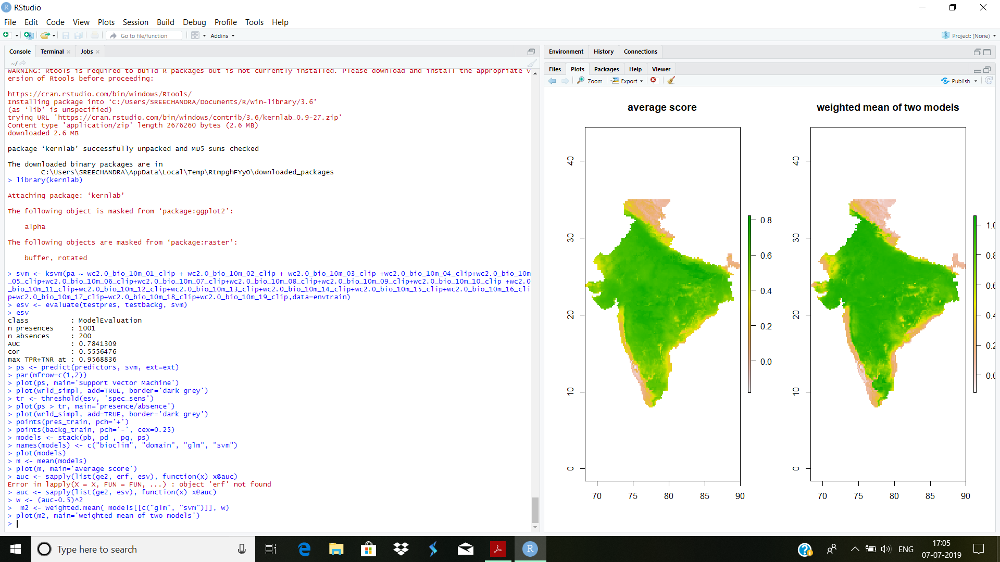 RStudio
File Edit Code View Plots Session Build Debug Profile Tools Help
Go to file/function Addins Project: (None)
Console Terminal Jobs
~/
WARNING: Rtools is required to build R packages but is not currently installed. Please download and install the appropriate v
ersion of Rtools before proceeding:
https://cran.rstudio.com/bin/windows/Rtools/
Installing package into ‘C:/Users/SREECHANDRA/Documents/R/win-library/3.6’
(as ‘lib’ is unspecified)
trying URL 'https://cran.rstudio.com/bin/windows/contrib/3.6/kernlab_0.9-27.zip'
Content type 'application/zip' length 2676260 bytes (2.6 MB)
downloaded 2.6 MB
package ‘kernlab’ successfully unpacked and MD5 sums checked
The downloaded binary packages are in
C:\Users\SREECHANDRA\AppData\Local\Temp\RtmpghFYyO\downloaded_packages
> library(kernlab)
Attaching package: ‘kernlab’
The following object is masked from ‘package:ggplot2’:
alpha
The following objects are masked from ‘package:raster’:
buffer, rotated
> svm <- ksvm(pa ~ wc2.0_bio_10m_01_clip + wc2.0_bio_10m_02_clip + wc2.0_bio_10m_03_clip +wc2.0_bio_10m_04_clip+wc2.0_bio_10m
_05_clip+wc2.0_bio_10m_06_clip+wc2.0_bio_10m_07_clip+wc2.0_bio_10m_08_clip+wc2.0_bio_10m_09_clip+wc2.0_bio_10m_10_clip +wc2.0
_bio_10m_11_clip+wc2.0_bio_10m_12_clip+wc2.0_bio_10m_13_clip+wc2.0_bio_10m_14_clip+wc2.0_bio_10m_15_clip+wc2.0_bio_10m_16_cli
p+wc2.0_bio_10m_17_clip+wc2.0_bio_10m_18_clip+wc2.0_bio_10m_19_clip,data=envtrain)
> esv <- evaluate(testpres, testbackg, svm)
> esv
class : ModelEvaluation
n presences : 1001
n absences : 200
AUC : 0.7841309
cor : 0.5556476
max TPR+TNR at : 0.9568836
> ps <- predict(predictors, svm, ext=ext)
> par(mfrow=c(1,2))
> plot(ps, main='Support Vector Machine')
> plot(wrld_simpl, add=TRUE, border='dark grey')
> tr <- threshold(esv, 'spec_sens')
> plot(ps > tr, main='presence/absence')
> plot(wrld_simpl, add=TRUE, border='dark grey')
> points(pres_train, pch='+')
> points(backg_train, pch='-', cex=0.25)
> models <- stack(pb, pd , pg, ps)
> names(models) <- c("bioclim", "domain", "glm", "svm")
> plot(models)
> m <- mean(models)
> plot(m, main='average score')
> auc <- sapply(list(ge2, erf, esv), function(x) x@auc)
Error in lapply(X = X, FUN = FUN, ...) : object 'erf' not found
> auc <- sapply(list(ge2, esv), function(x) x@auc)
> w <- (auc-0.5)^2
>  m2 <- weighted.mean( models[[c("glm", "svm")]], w)
> plot(m2, main='weighted mean of two models')
>
Environment History Connections
Files Plots Packages Help Viewer
Zoom Export Publish
average score
40
30
20
10
0
70 75 80 85 90
0.8
0.6
0.4
0.2
0.0
weighted mean of two models
40
30
20
10
0
70 75 80 85 90
1.0
0.8
0.6
0.4
0.2
0.0
Type here to search
ENG
17:05
07-07-2019